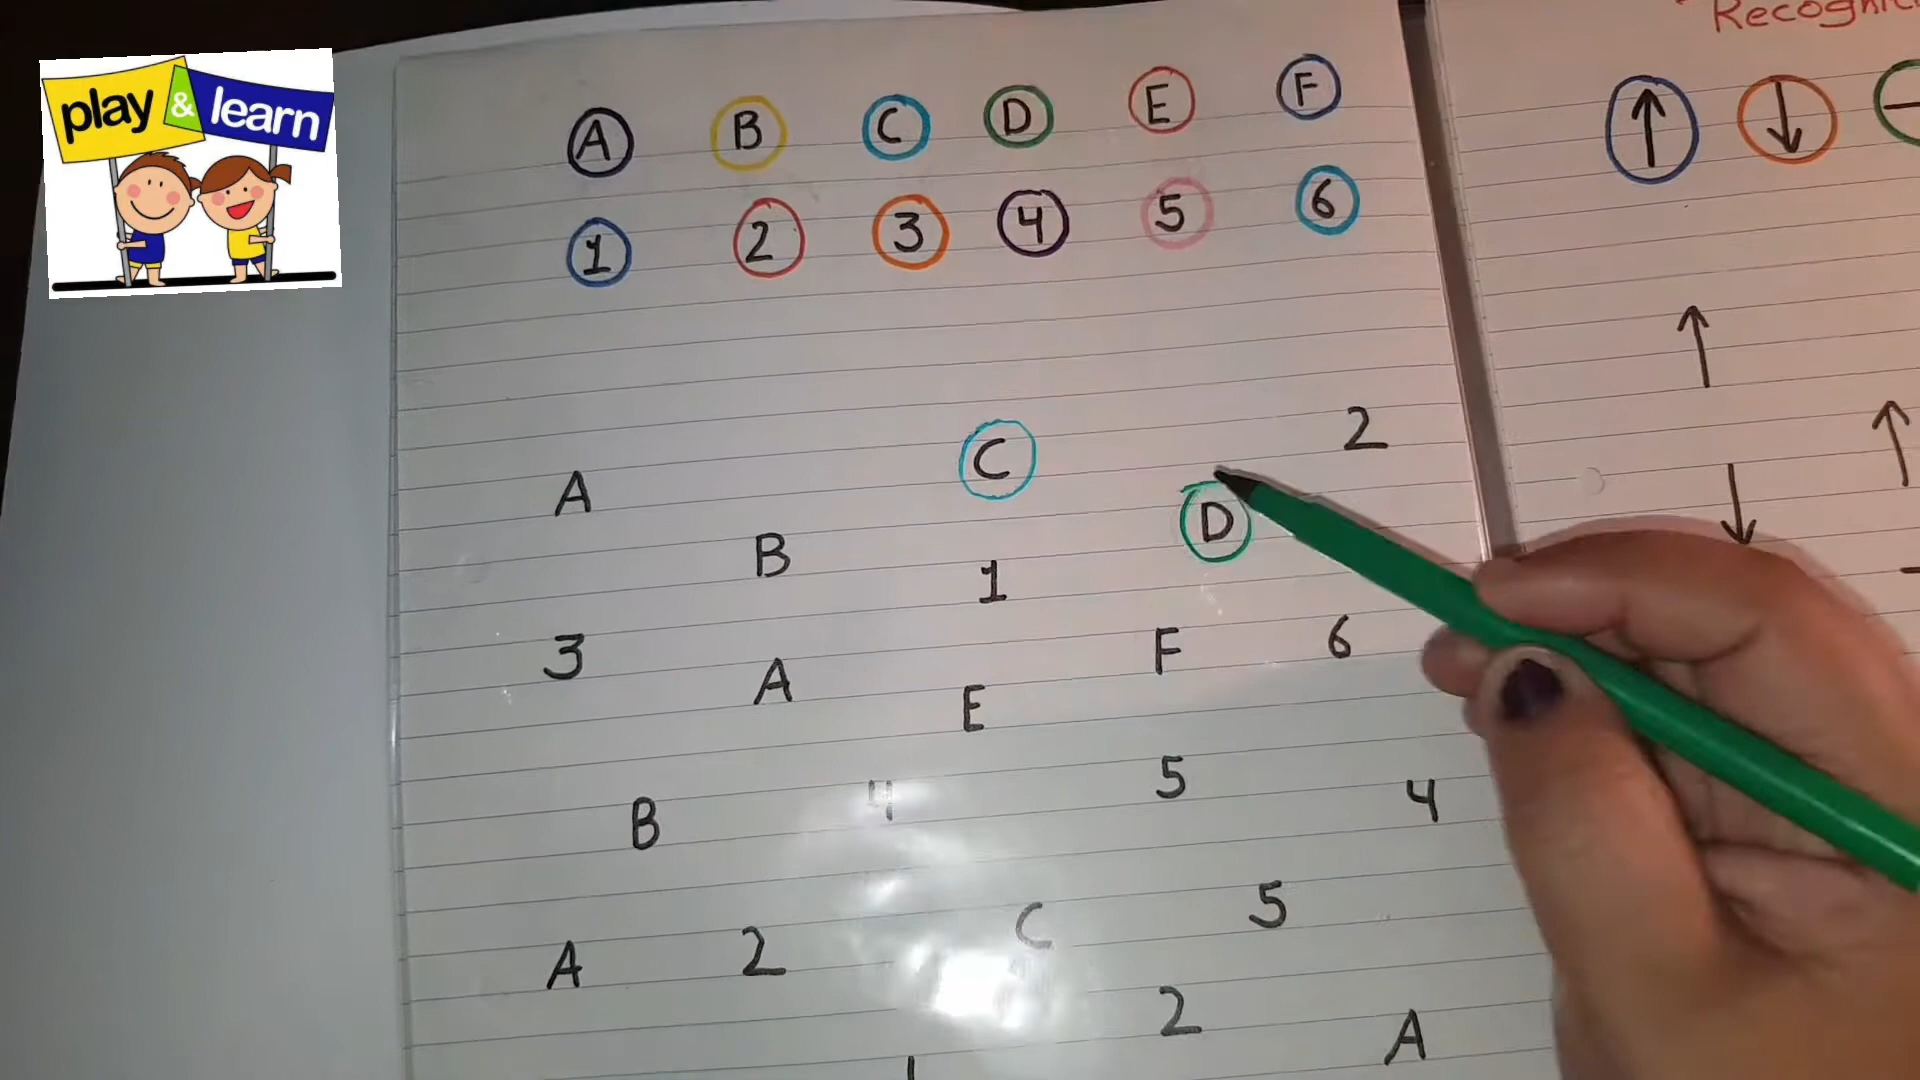 play & learn
Recogni
A B C D E F
1 2 3 4 5 6
C 2
A D
B 1
3 A E F 6
B 4 5 4
A 2 C 5
2 A